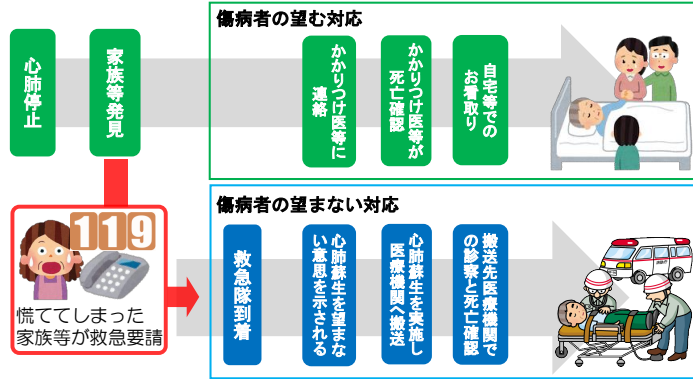 傷病者の望む対応
心肺停止
家族等発見
かかりつけ医等に
連絡
かかりつけ医等が
死亡確認
自宅等での
お看取り
傷病者の望まない対応
119
慌ててしまった
家族等が救急要請
救急隊到着
心肺蘇生を望まな
い意思を示される
心肺蘇生を実施し
医療機関へ搬送
搬送先医療機関で
の診察と死亡確認